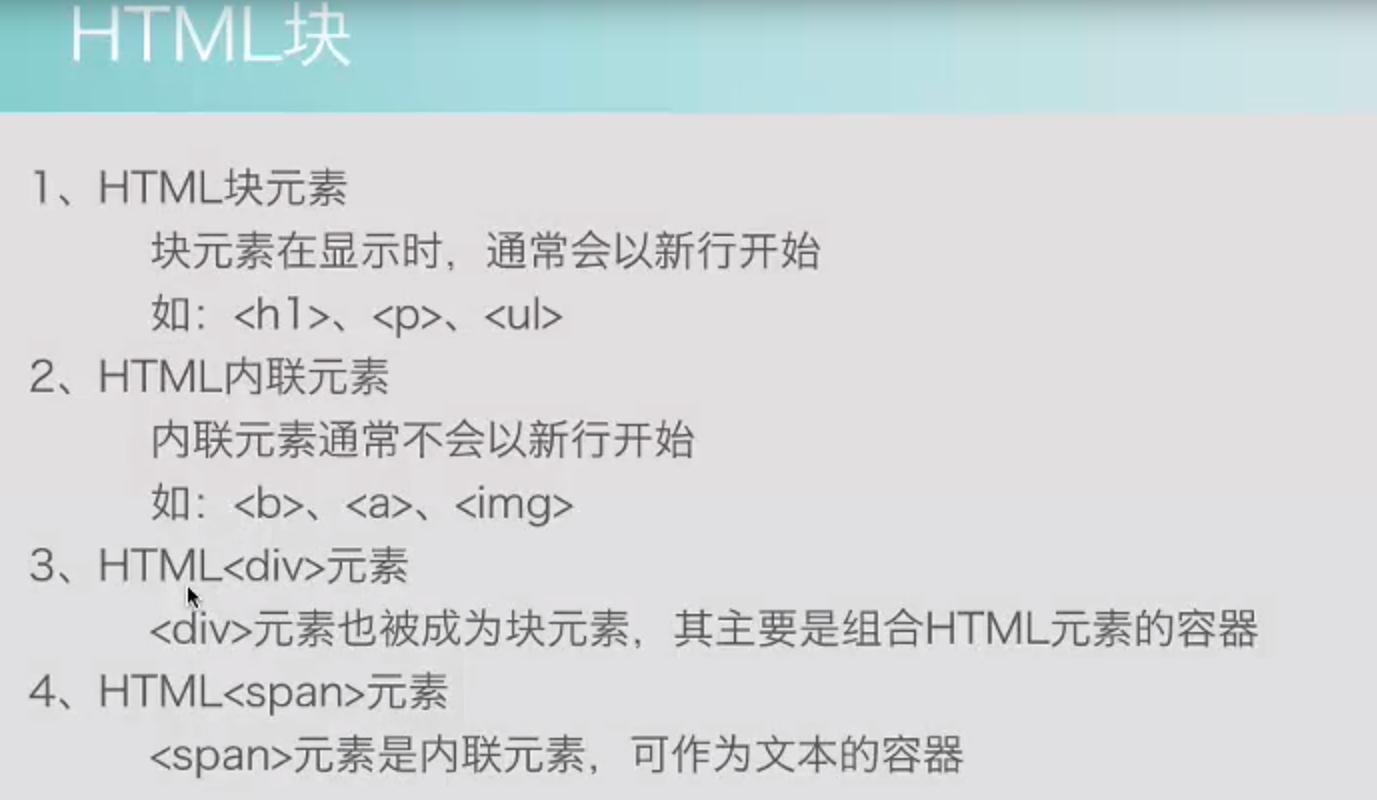 HTML块
1、HTML块元素
块元素在显示时，通常会以新行开始
如：<h1>、<p>、<ul>
2、HTML内联元素
内联元素通常不会以新行开始
如：<b>、<a>、<img>
3、HTML<div>元素
<div>元素也被成为块元素，其主要是组合HTML元素的容器
4、HTML<span>元素
<span>元素是内联元素，可作为文本的容器